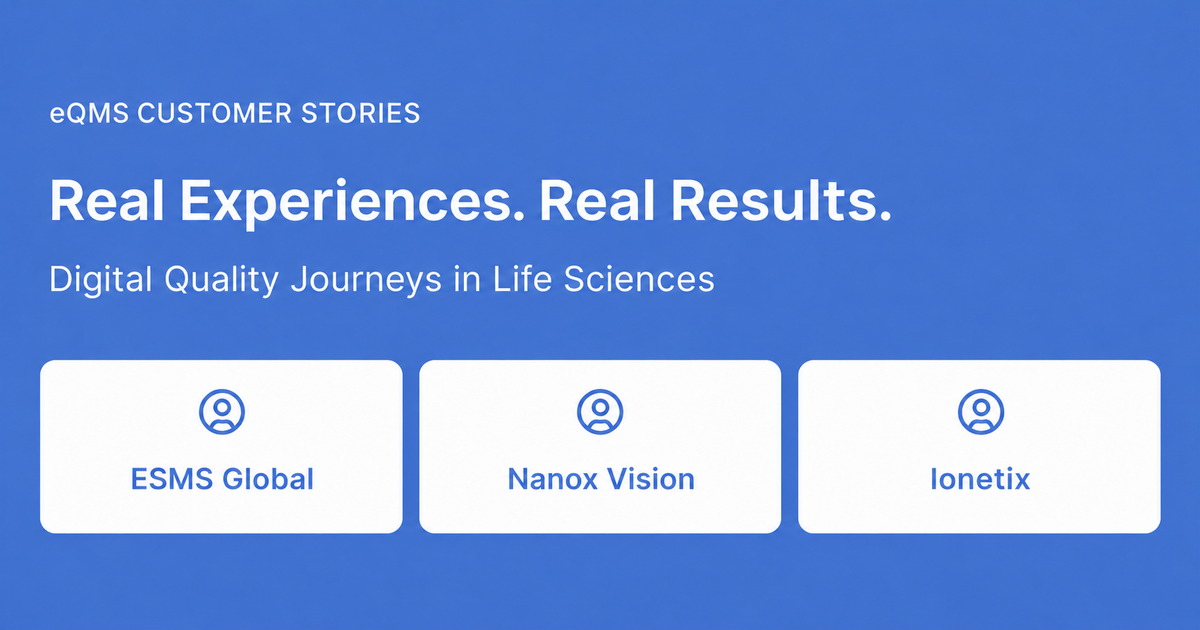 eQMS CUSTOMER STORIES
Real Experiences. Real Results.
Digital Quality Journeys in Life Sciences
ESMS Global
Nanox Vision
Ionetix